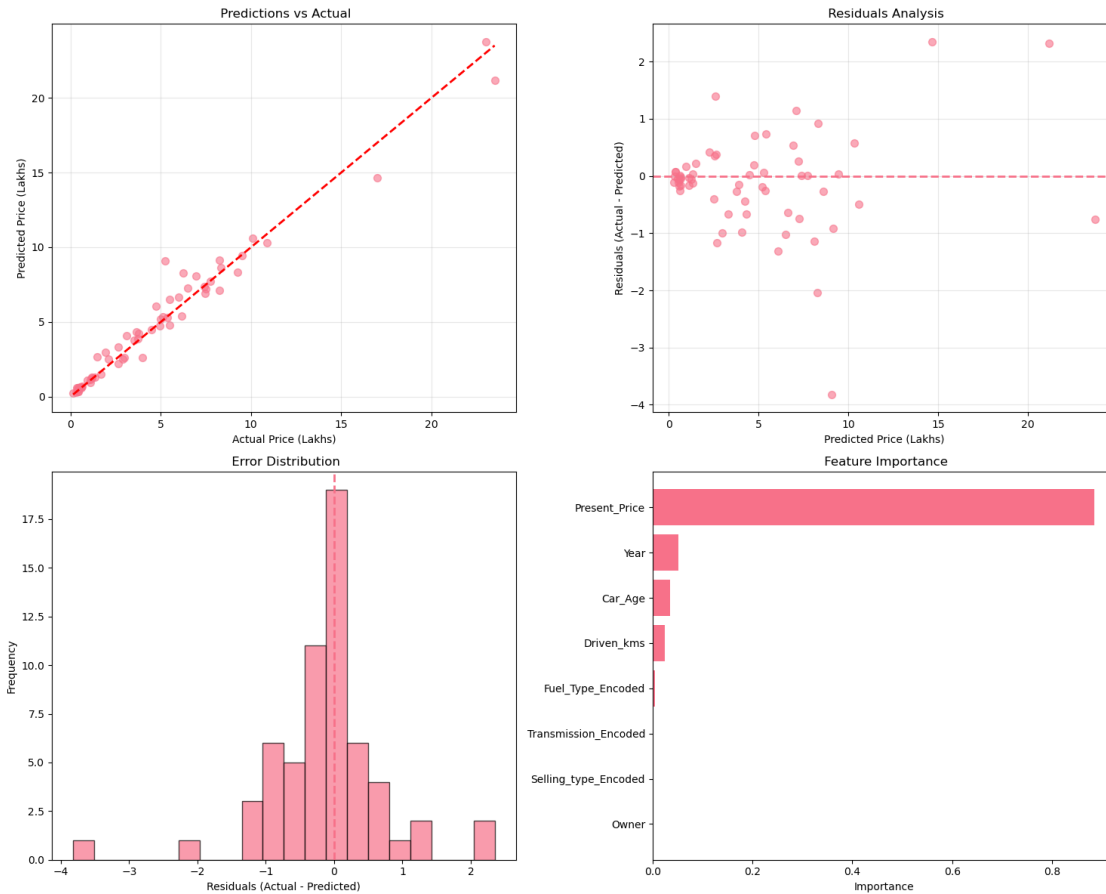 Predictions vs Actual
Predicted Price (Lakhs)
20
15
10
5
0
0 5 10 15 20
Actual Price (Lakhs)
Residuals Analysis
Residuals (Actual - Predicted)
2
1
0
−1
−2
−3
−4
0 5 10 15 20
Predicted Price (Lakhs)
Error Distribution
Frequency
17.5
15.0
12.5
10.0
7.5
5.0
2.5
0.0
−4 −3 −2 −1 0 1 2
Residuals (Actual - Predicted)
Feature Importance
Present_Price
Year
Car_Age
Driven_kms
Fuel_Type_Encoded
Transmission_Encoded
Selling_type_Encoded
Owner
0.0 0.2 0.4 0.6 0.8
Importance